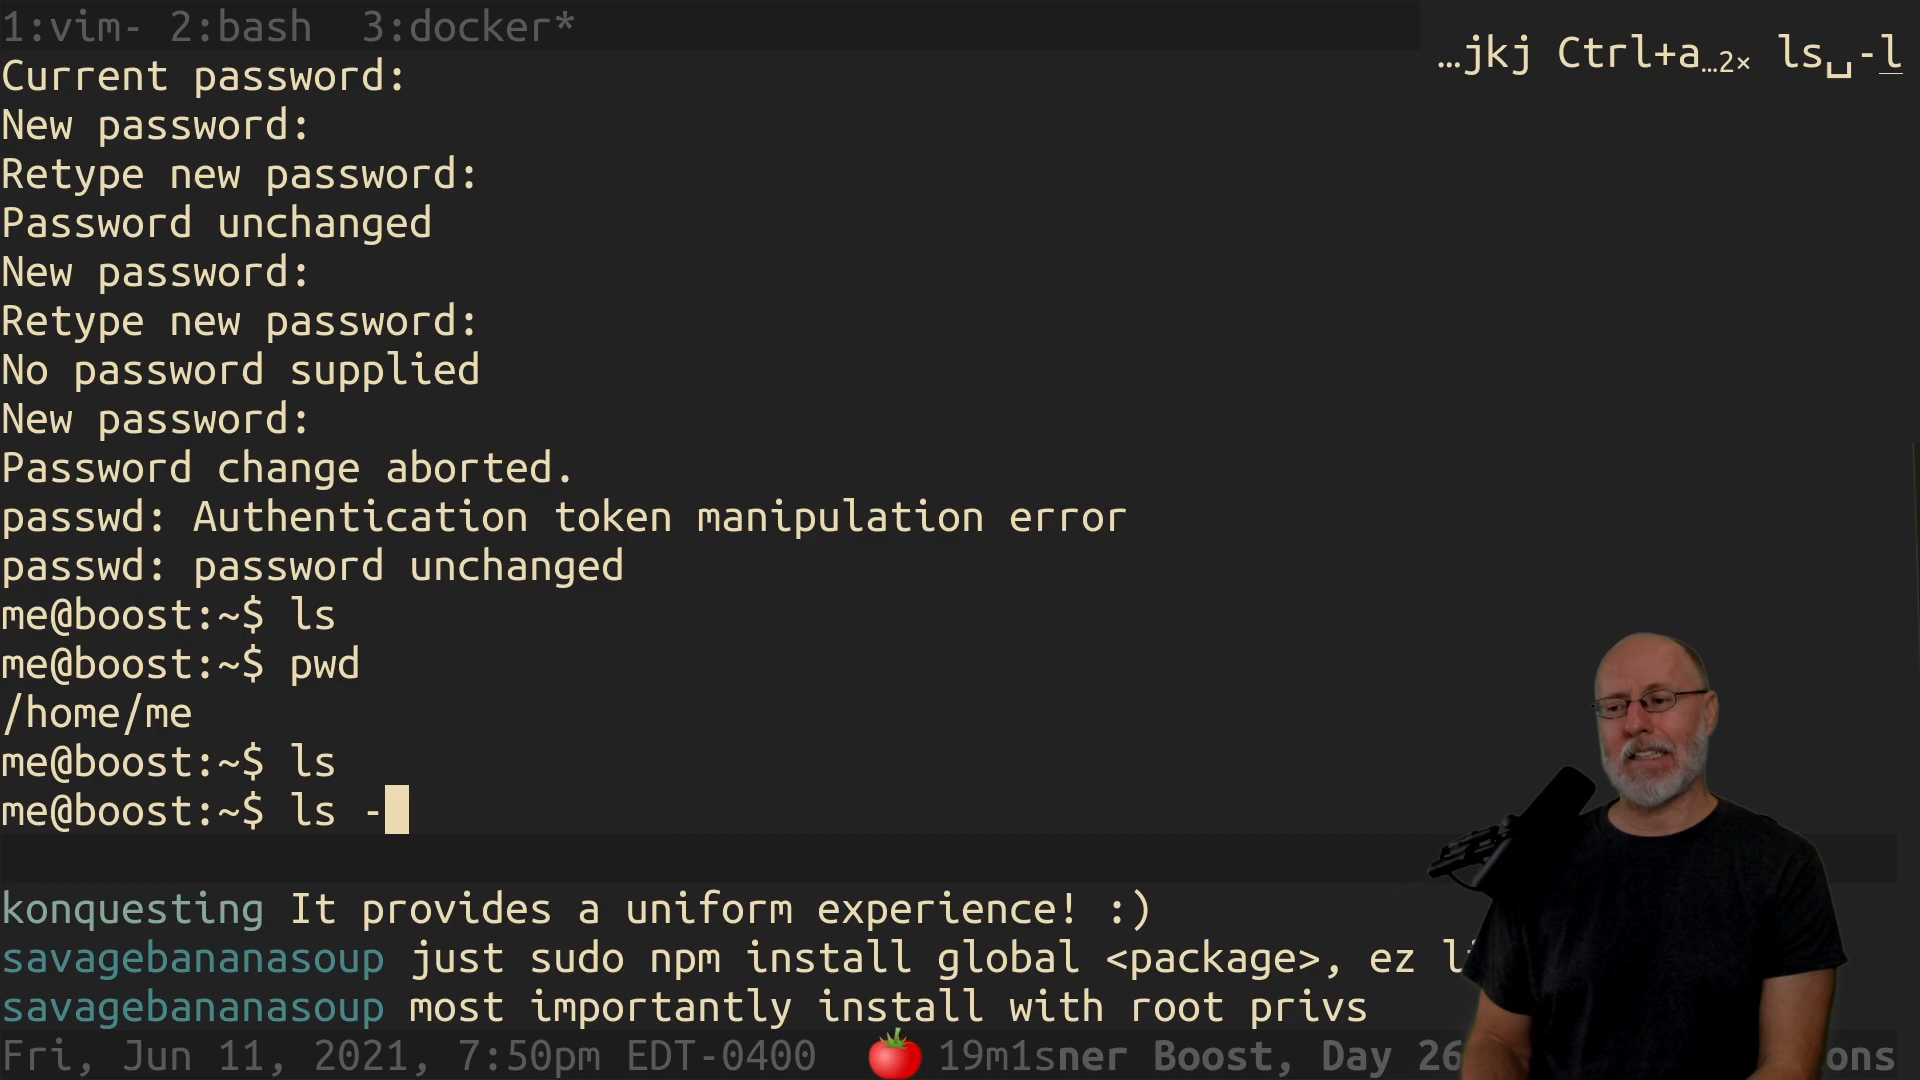 1:vim- 2:bash  3:docker*
…jkj Ctrl+a…2× ls␣-l
Current password:
New password:
Retype new password:
Password unchanged
New password:
Retype new password:
No password supplied
New password:
Password change aborted.
passwd: Authentication token manipulation error
passwd: password unchanged
me@boost:~$ ls
me@boost:~$ pwd
/home/me
me@boost:~$ ls
me@boost:~$ ls -
konquesting It provides a uniform experience! :)
savagebananasoup just sudo npm install global <package>, ez
savagebananasoup most importantly install with root privs
Fri, Jun 11, 2021, 7:50pm EDT-0400 🍅 19m1sner Boost, Day 26 ons